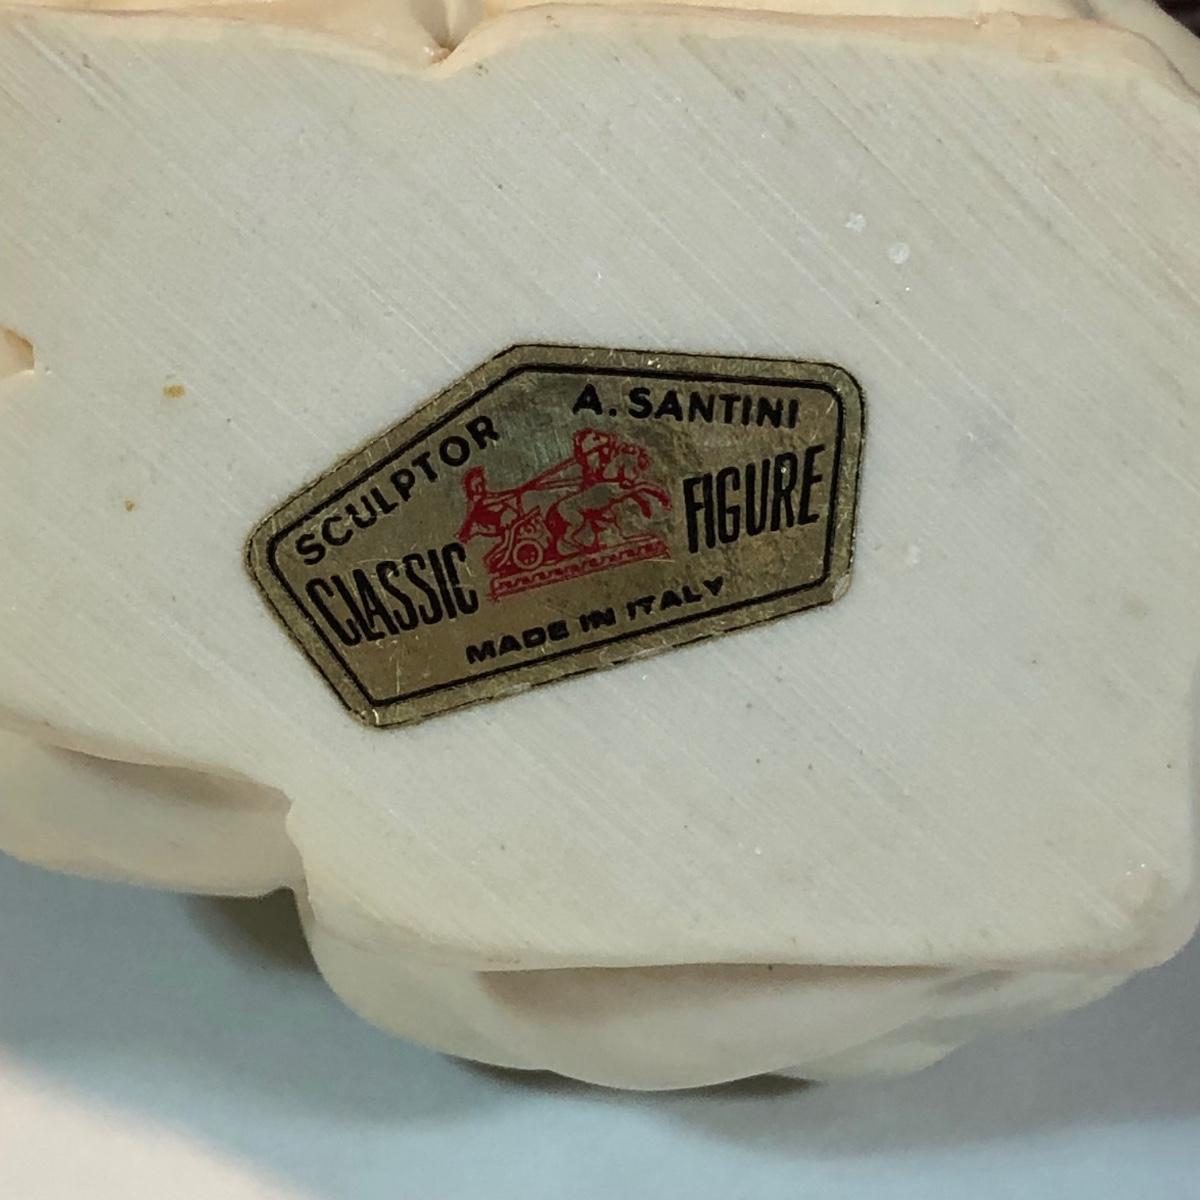 SCULPTOR A. SANTINI
CLASSIC FIGURE
MADE IN ITALY